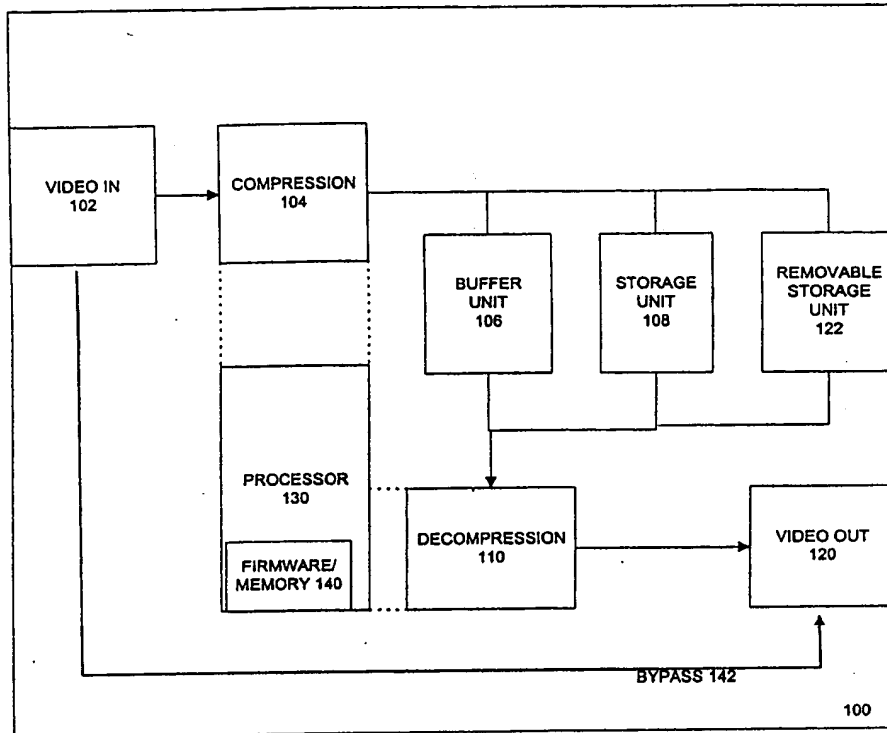 VIDEO IN
102
COMPRESSION
104
BUFFER
UNIT
106
STORAGE
UNIT
108
REMOVABLE
STORAGE
UNIT
122
PROCESSOR
130
FIRMWARE/
MEMORY 140
DECOMPRESSION
110
VIDEO OUT
120
BYPASS 142
100